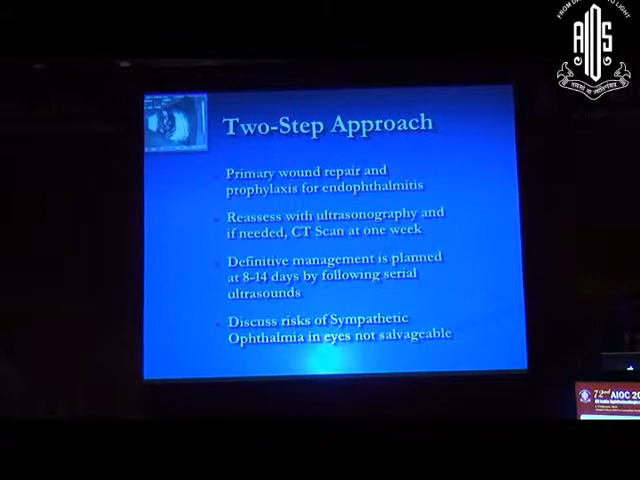 AIOS
Two-Step Approach
Primary wound repair and
prophylaxis for endophthalmitis
Reassess with ultrasonography and
if needed, CT Scan at one week
Definitive management is planned
at 8-14 days by following serial
ultrasounds
Discuss risks of Sympathetic
Ophthalmia in eyes not salvageable
72nd AIOC 20